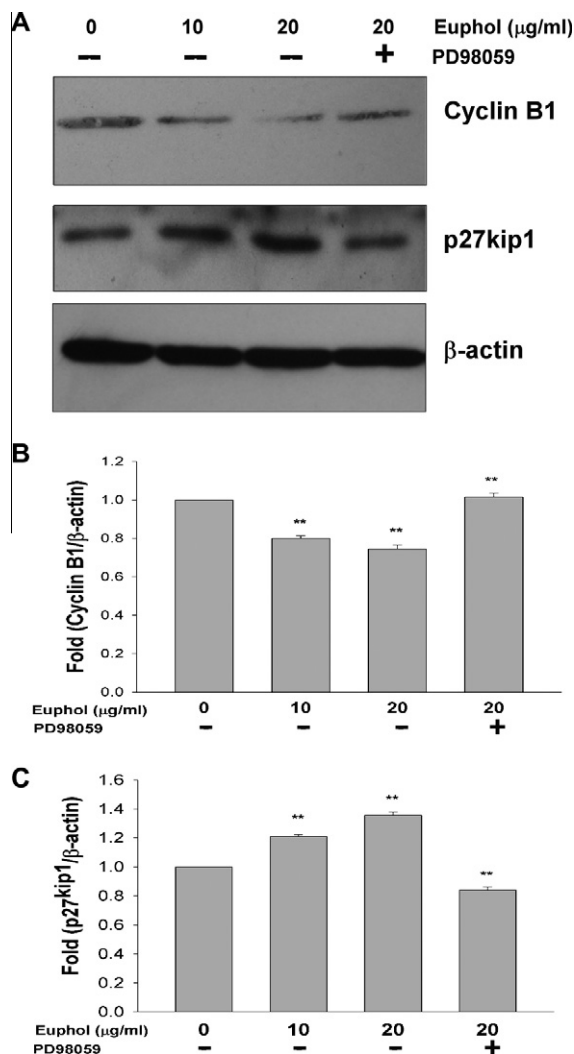 A
0 10 20 20 Euphol (μg/ml)
-- -- -- + PD98059
Cyclin B1
p27kip1
β-actin
B
Fold (Cyclin B1/β-actin)
1.2
1.0
0.8
0.6
0.4
0.2
0.0
** ** **
Euphol (μg/ml) 0 10 20 20
PD98059 - - - +
C
Fold (p27kip1/β-actin)
1.6
1.4
1.2
1.0
0.8
0.6
0.4
0.2
0.0
** ** **
Euphol (μg/ml) 0 10 20 20
PD98059 - - - +